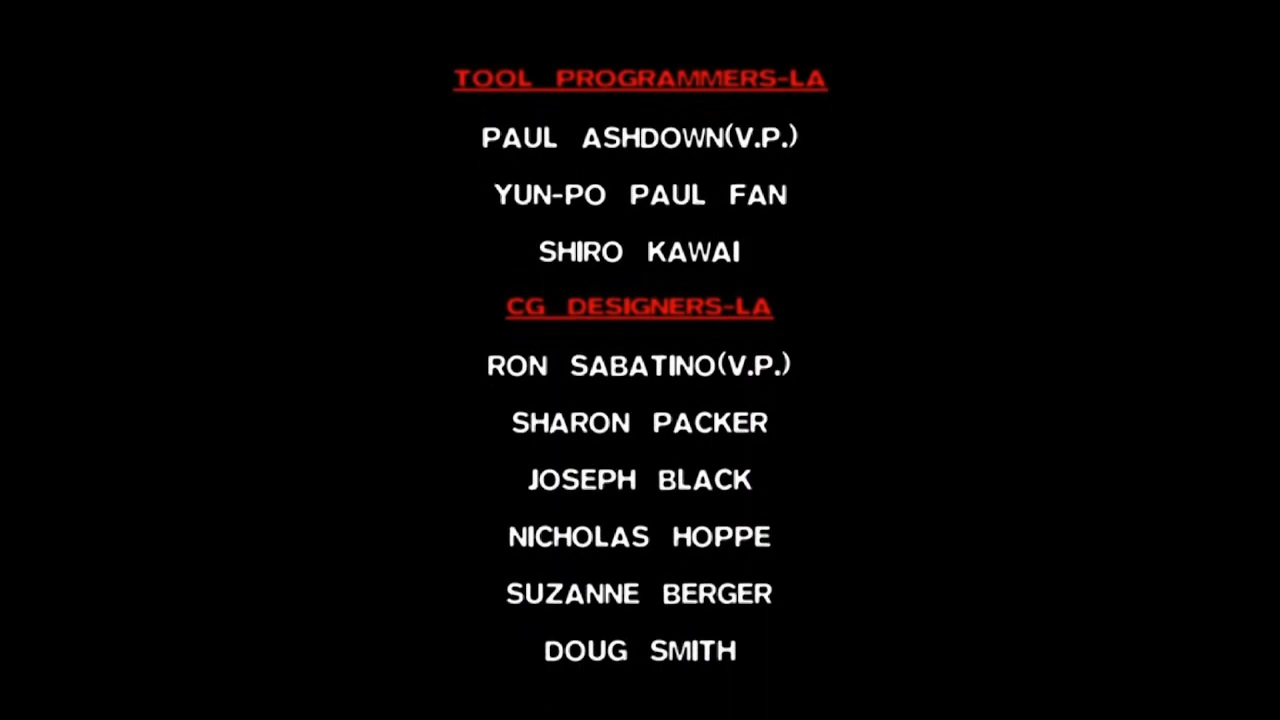 TOOL PROGRAMMERS-LA
PAUL ASHDOWN(V.P.)
YUN-PO PAUL FAN
SHIRO KAWAI
CG DESIGNERS-LA
RON SABATINO(V.P.)
SHARON PACKER
JOSEPH BLACK
NICHOLAS HOPPE
SUZANNE BERGER
DOUG SMITH